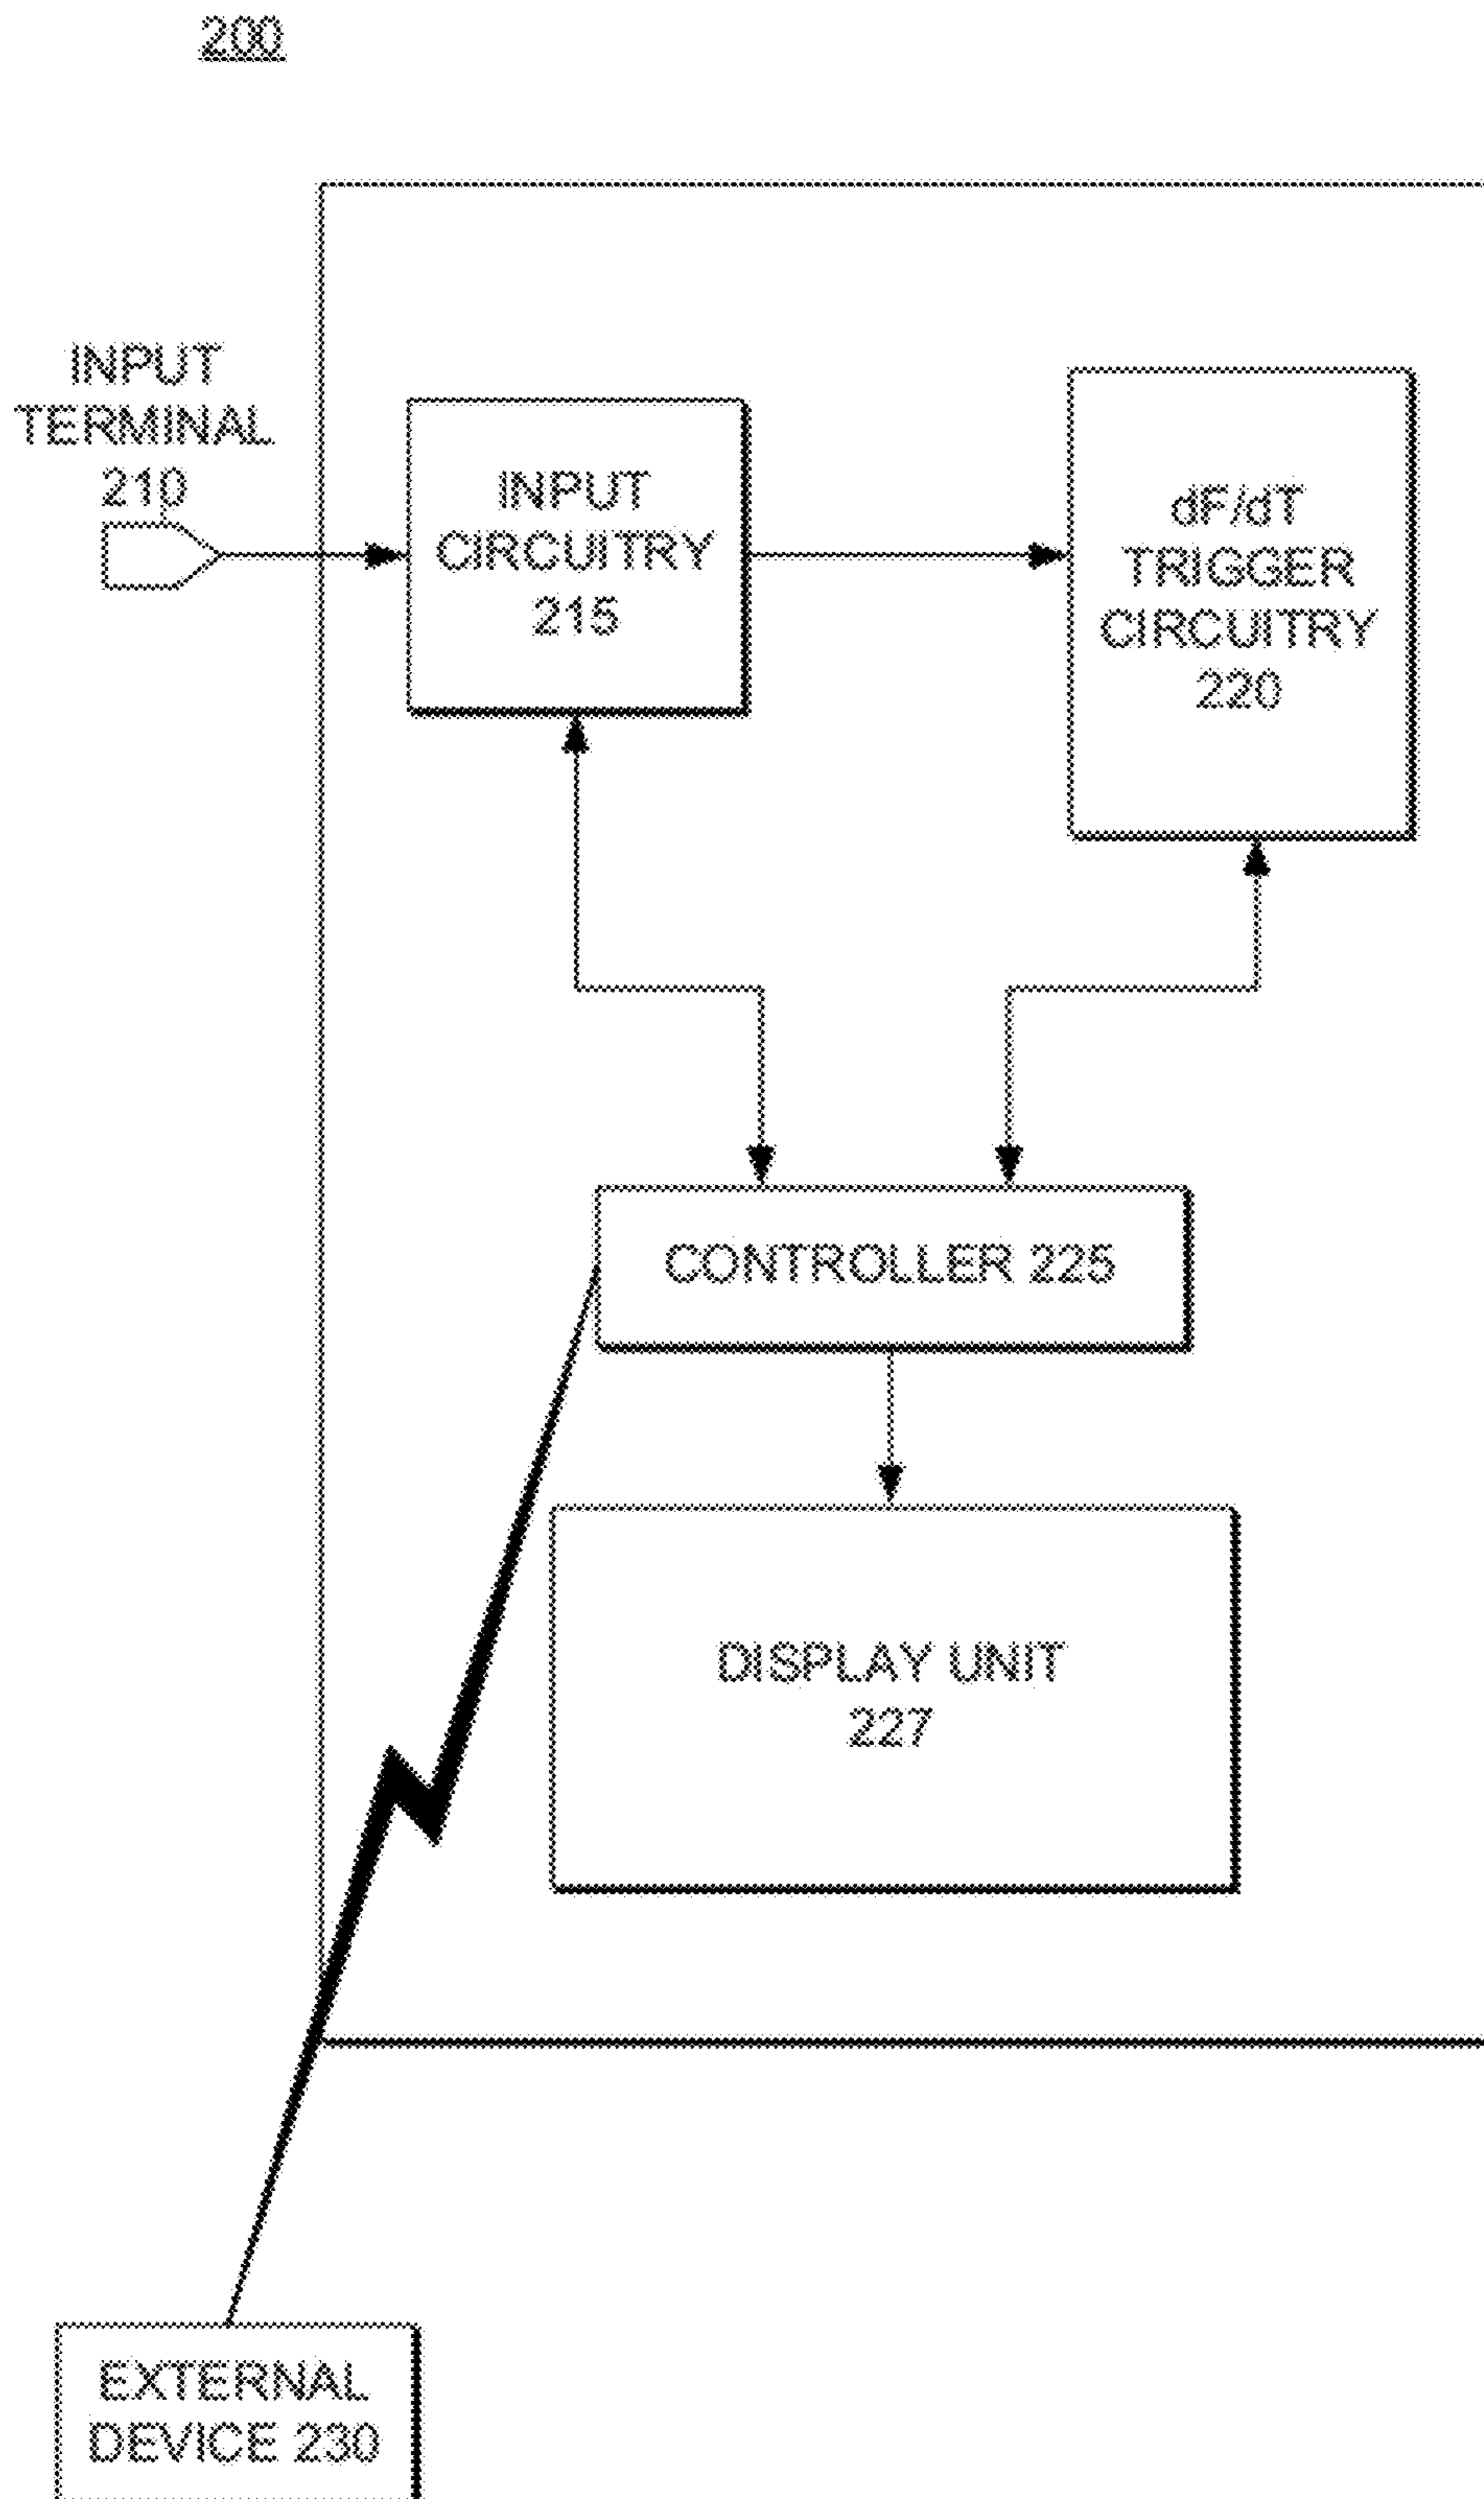 200
INPUT
TERMINAL
210
INPUT
CIRCUITRY
215
dF/dT
TRIGGER
CIRCUITRY
220
CONTROLLER 225
DISPLAY UNIT
227
EXTERNAL
DEVICE 230